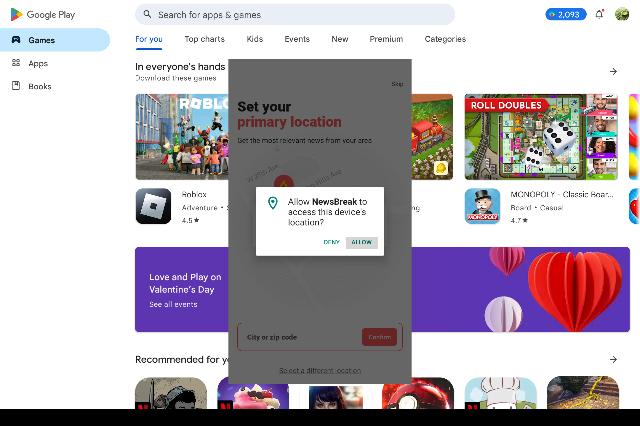 Google Play
Search for apps & games
2,093
Games
Apps
Books
For you
Top charts
Kids
Events
New
Premium
Categories
In everyone's hands
Download these games
Skip
Set your
primary location
Get the most relevant news from your area
ROLL DOUBLES
Allow NewsBreak to
access this device's
location?
DENY
ALLOW
Roblox
Adventure •
4.5★
MONOPOLY
MONOPOLY - Classic Boar...
Board • Casual
4.7★
Love and Play on
Valentine's Day
See all events
City or zip code
Confirm
Select a different location
Recommended for y